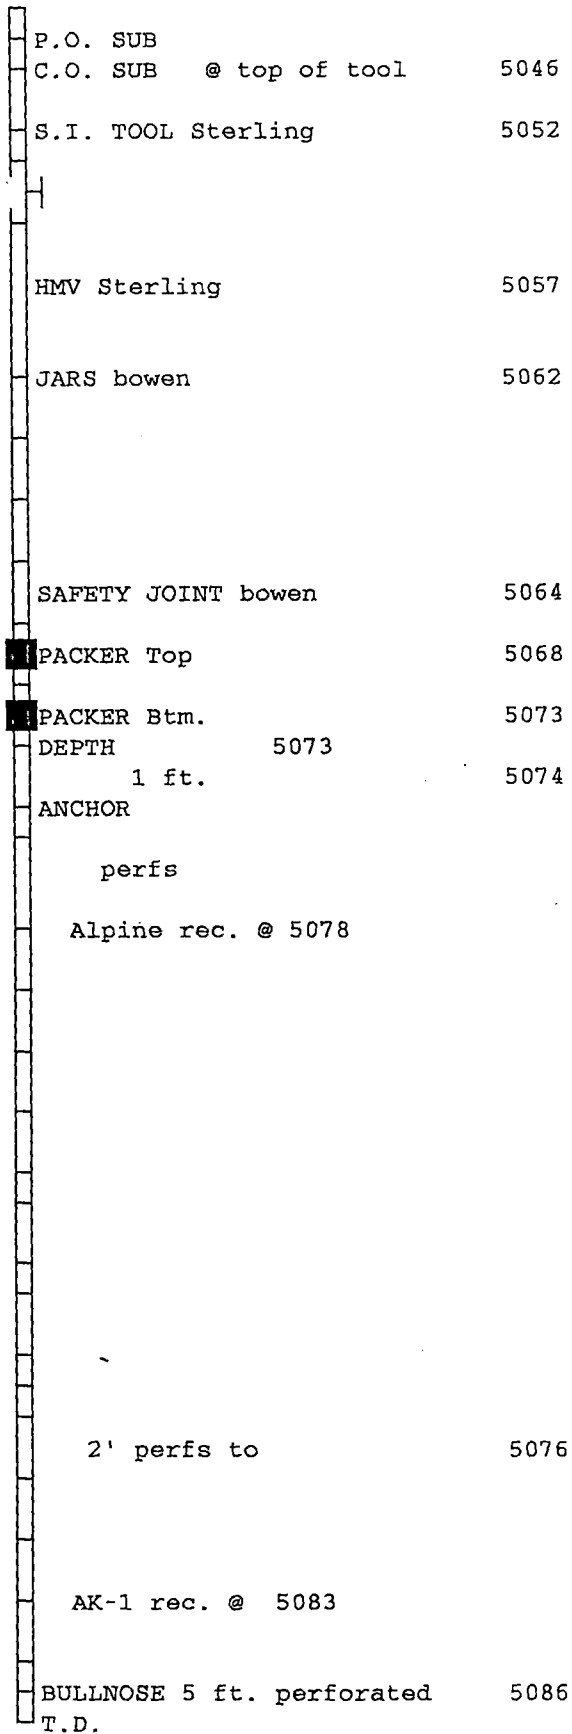 P.O. SUB
C.O. SUB @ top of tool 5046
S.I. TOOL Sterling 5052
HMV Sterling 5057
JARS bowen 5062
SAFETY JOINT bowen 5064
PACKER Top 5068
PACKER Btm. 5073
DEPTH 5073
1 ft. 5074
ANCHOR
perfs
Alpine rec. @ 5078
2' perfs to 5076
AK-1 rec. @ 5083
BULLNOSE 5 ft. perforated 5086
T.D.